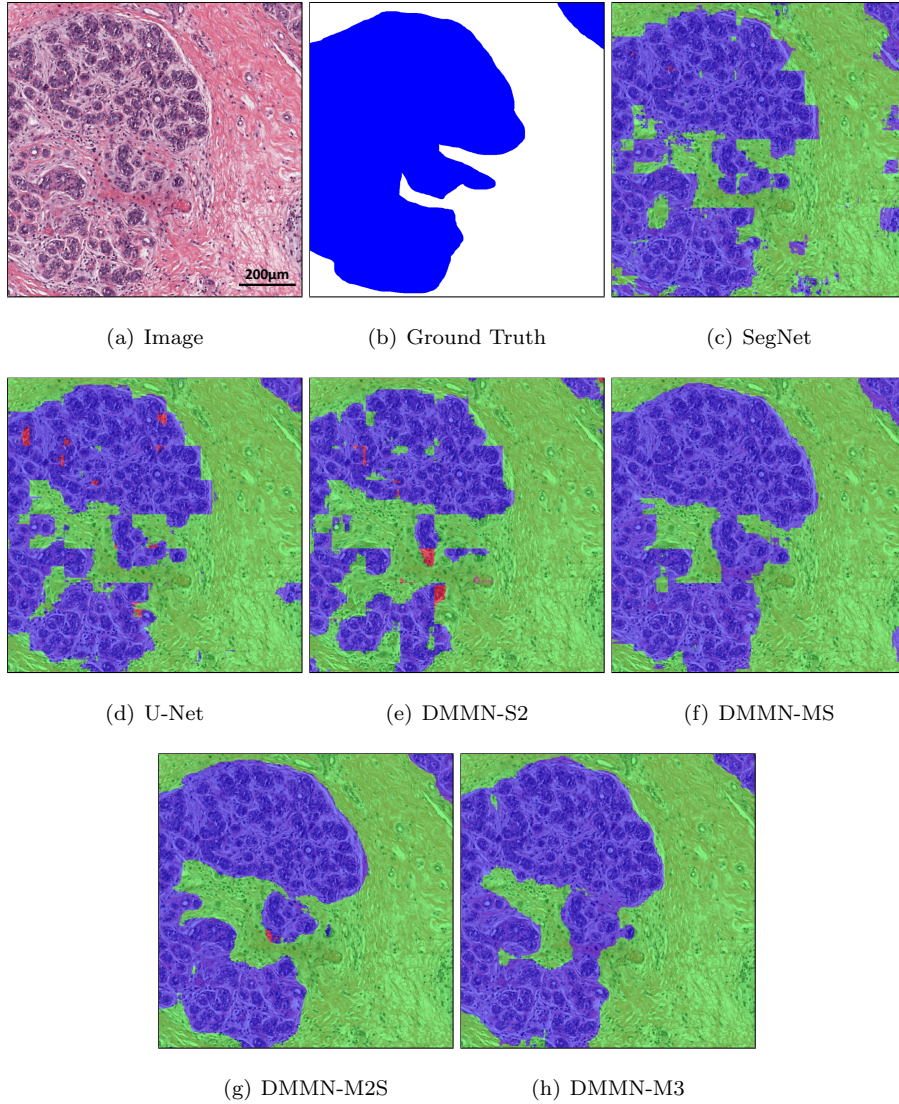 200µm
(a) Image
(b) Ground Truth
(c) SegNet
(d) U-Net
(e) DMMN-S2
(f) DMMN-MS
(g) DMMN-M2S
(h) DMMN-M3